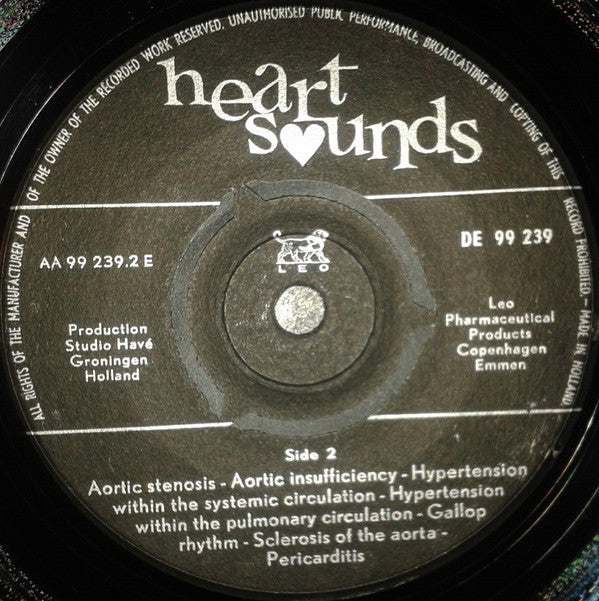 ALL RIGHTS OF THE MANUFACTURER AND OF THE OWNER OF THE RECORDED WORK RESERVED. UNAUTHORISED PUBLIC PERFORMANCE, BROADCASTING AND COPYING OF THIS RECORD PROHIBITED - MADE IN HOLLAND.
heart
s♥unds
AA 99 239.2 E
LEO
DE 99 239
Production
Studio Havé
Groningen
Holland
Leo
Pharmaceutical
Products
Copenhagen
Emmen
Side 2
Aortic stenosis - Aortic insufficiency - Hypertension
within the systemic circulation - Hypertension
within the pulmonary circulation - Gallop
rhythm - Sclerosis of the aorta -
Pericarditis